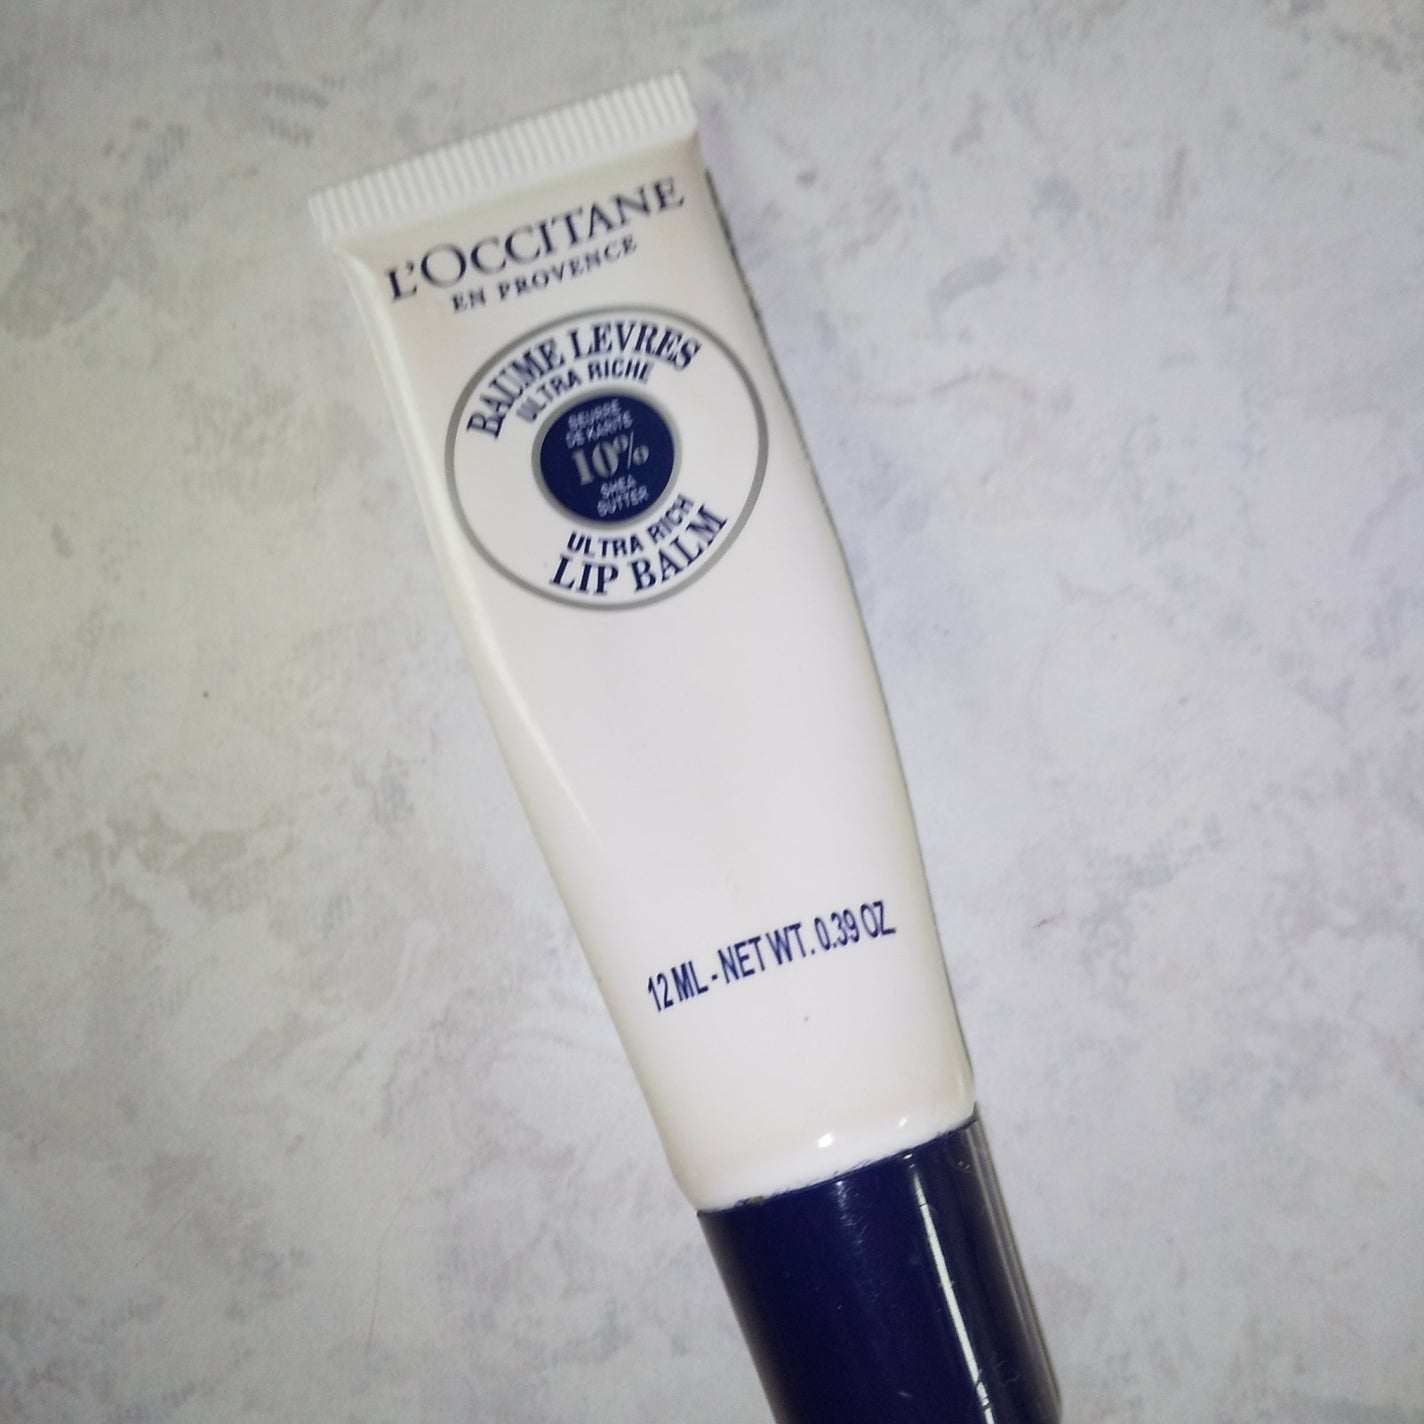 L'OCCITANE
EN PROVENCE
BAUME LEVRES
ULTRA RICHE
BEURRE
DE KARITE
10%
SHEA
BUTTER
ULTRA RICH
LIP BALM
12 ML - NET WT. 0.39 OZ.